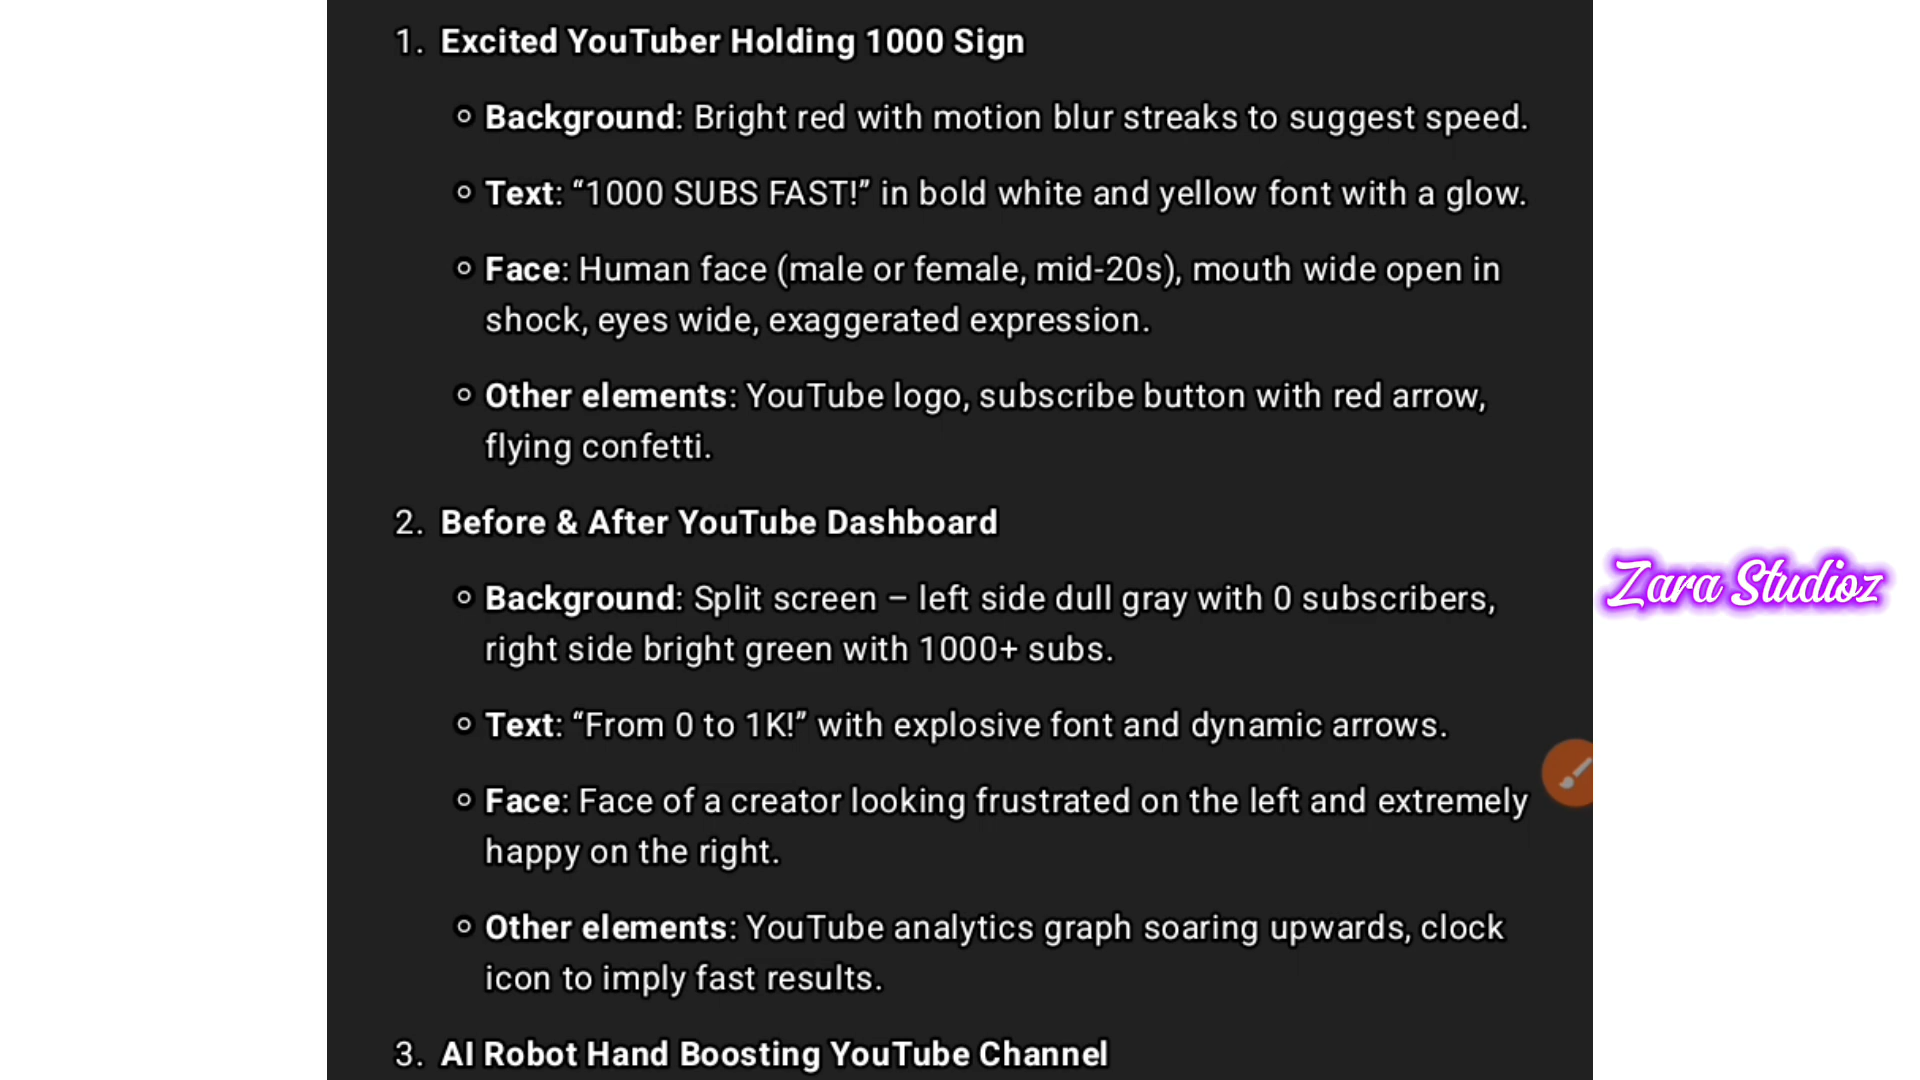 1. Excited YouTuber Holding 1000 Sign
Background: Bright red with motion blur streaks to suggest speed.
Text: “1000 SUBS FAST!” in bold white and yellow font with a glow.
Face: Human face (male or female, mid-20s), mouth wide open in
shock, eyes wide, exaggerated expression.
Other elements: YouTube logo, subscribe button with red arrow,
flying confetti.
2. Before & After YouTube Dashboard
Background: Split screen – left side dull gray with 0 subscribers,
right side bright green with 1000+ subs.
Text: “From 0 to 1K!” with explosive font and dynamic arrows.
Face: Face of a creator looking frustrated on the left and extremely
happy on the right.
Other elements: YouTube analytics graph soaring upwards, clock
icon to imply fast results.
3. AI Robot Hand Boosting YouTube Channel
Zara Studioz